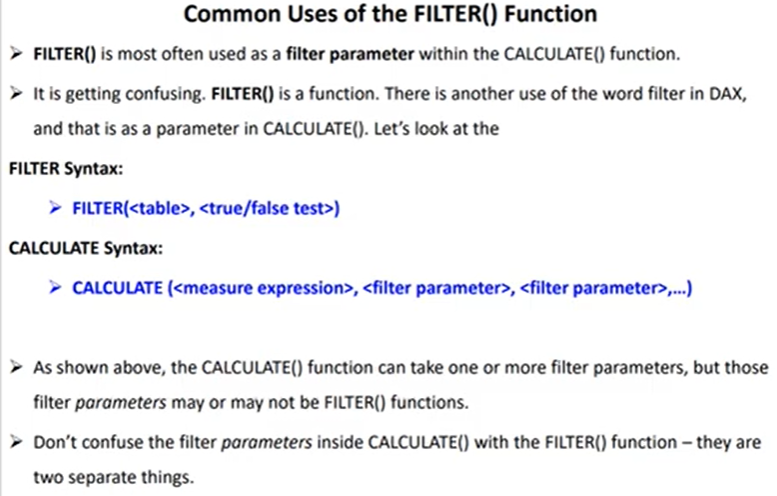 Common Uses of the FILTER() Function
➢ FILTER() is most often used as a filter parameter within the CALCULATE() function.
➢ It is getting confusing. FILTER() is a function. There is another use of the word filter in DAX,
and that is as a parameter in CALCULATE(). Let's look at the
FILTER Syntax:
➢ FILTER(<table>, <true/false test>)
CALCULATE Syntax:
➢ CALCULATE (<measure expression>, <filter parameter>, <filter parameter>,...)
➢ As shown above, the CALCULATE() function can take one or more filter parameters, but those
filter parameters may or may not be FILTER() functions.
➢ Don't confuse the filter parameters inside CALCULATE() with the FILTER() function – they are
two separate things.